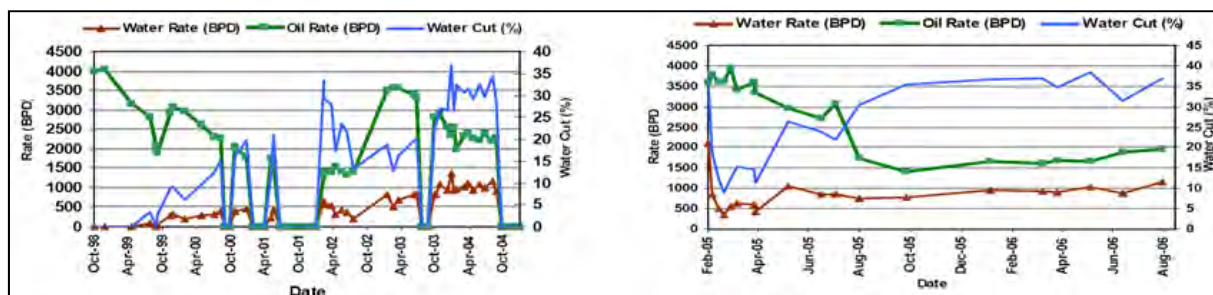 Water Rate (BPD) Oil Rate (BPD) Water Cut (%)
4500 40
4000 35
3500 30
3000 25
2500 20
2000 15
1500 10
1000 5
500 0
0
Rate (BPD)
Water Cut (%)
Oct-98 Apr-99 Oct-99 Apr-00 Oct-00 Apr-01 Oct-01 Apr-02 Oct-02 Apr-03 Oct-03 Apr-04 Oct-04
Date
Water Rate (BPD) Oil Rate (BPD) Water Cut (%)
4500 45
4000 40
3500 35
3000 30
2500 25
2000 20
1500 15
1000 10
500 5
0 0
Rate (BPD
Water Cut (%)
Feb-05 Apr-05 Jun-05 Aug-05 Oct-05 Dec-05 Feb-06 Apr-06 Jun-06 Aug-06
Date